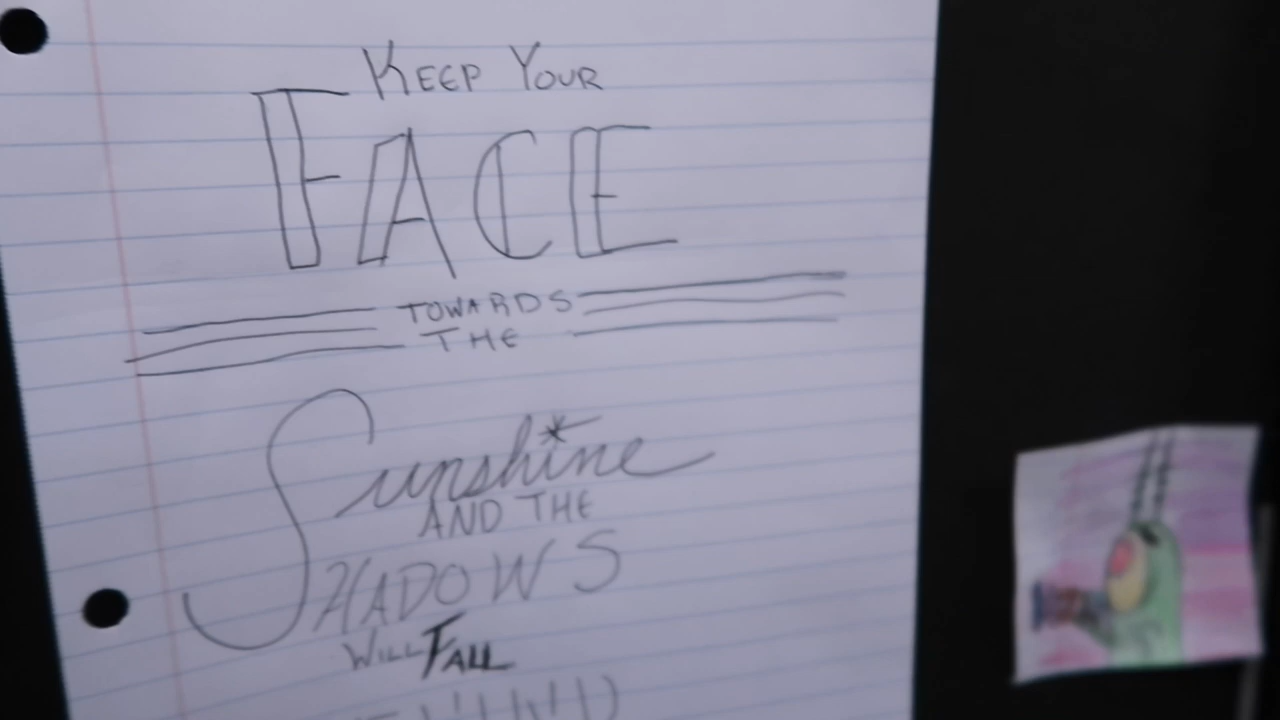 KEEP YOUR
FACE
TOWARDS
THE
Sunshine
AND THE
SHADOWS
WILL FALL